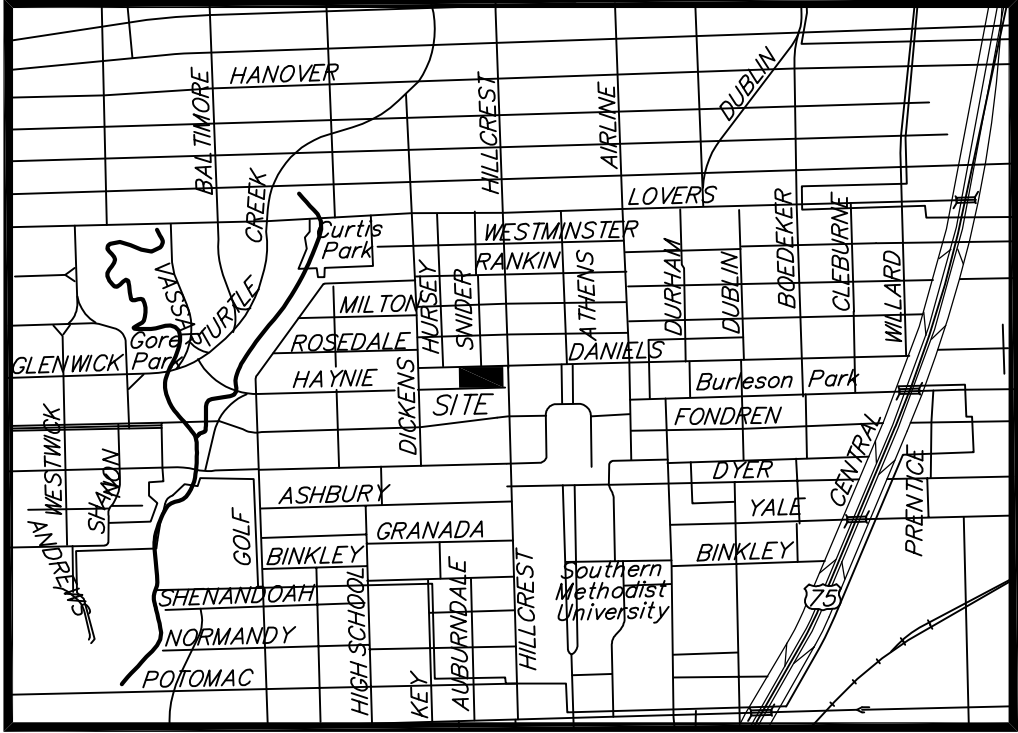 HANOVER
BALTIMORE
HILLCREST
AIRLINE
DUBLIN
LOVERS
CREEK
Curtis
Park
WESTMINSTER
RANKIN
VASSAR
TURTLE
MILTON
HURSEY
SNIDER
ATHENS
DURHAM
DUBLIN
BOEDEKER
CLEBURNE
WILLARD
Gore
Park
ROSEDALE
DANIELS
GLENWICK
HAYNIE
Burleson Park
SITE
FONDREN
DICKENS
WESTWICK
SHANNON
ANDREWS
DYER
CENTRAL
PRENTICE
ASHBURY
YALE
GOLF
GRANADA
BINKLEY
BINKLEY
Southern
Methodist
University
75
SHENANDOAH
HIGH SCHOOL
AUBURNDALE
HILLCREST
NORMANDY
POTOMAC
KEY